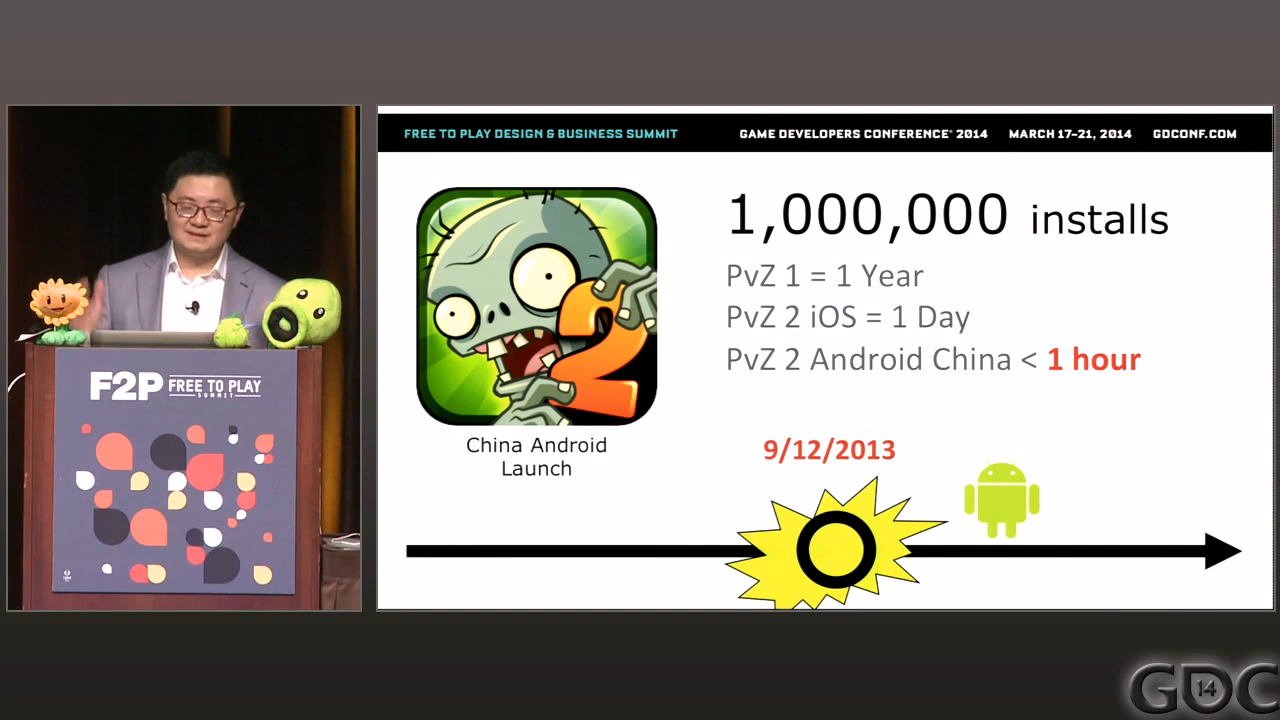 FREE TO PLAY DESIGN & BUSINESS SUMMIT
GAME DEVELOPERS CONFERENCE® 2014 MARCH 17-21, 2014 GDCONF.COM
1,000,000 installs
PvZ 1 = 1 Year
PvZ 2 iOS = 1 Day
PvZ 2 Android China < 1 hour
2
China Android
Launch
9/12/2013
F2P FREE TO PLAY
SUMMIT
GDC
14